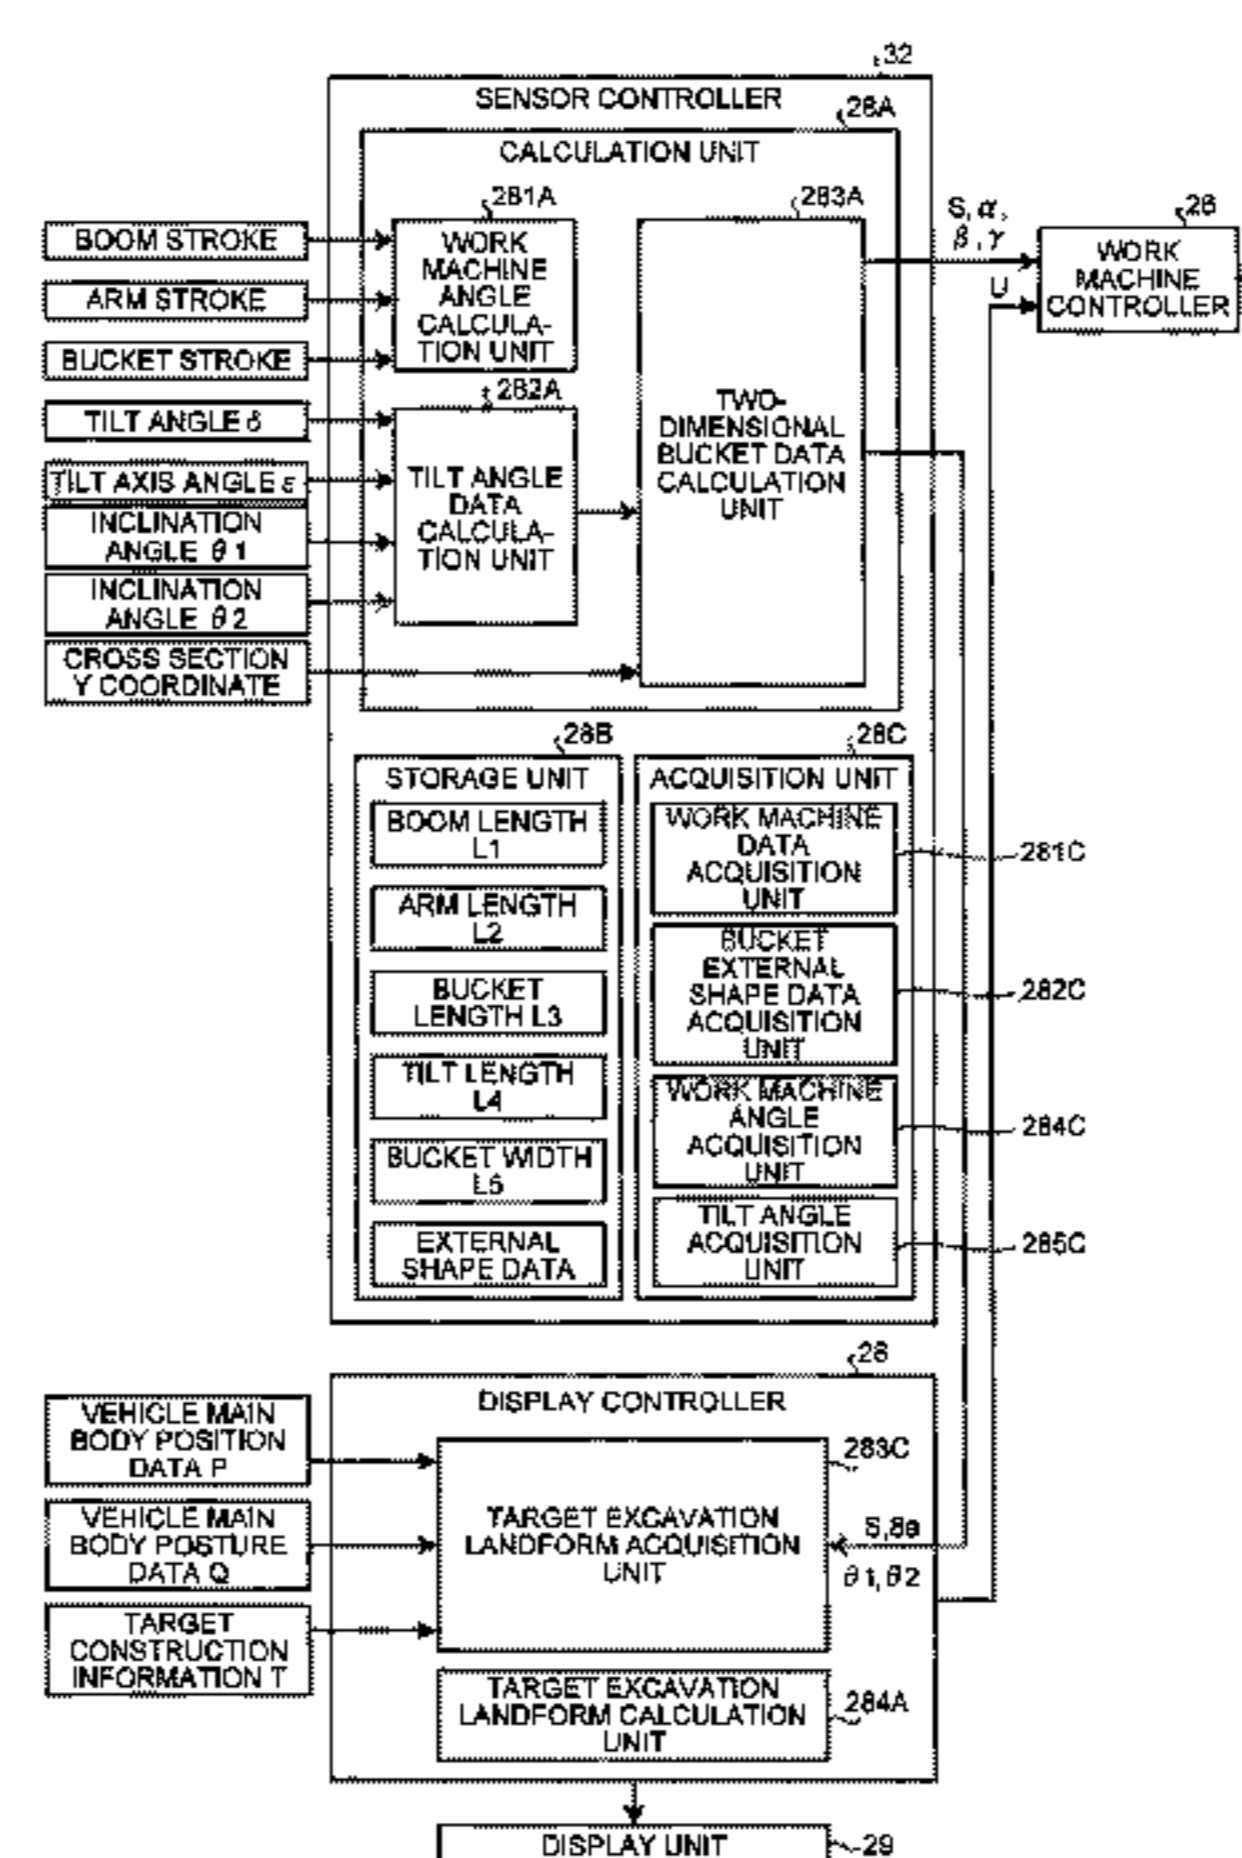 32
SENSOR CONTROLLER
28A
CALCULATION UNIT
281A
283A
BOOM STROKE
ARM STROKE
BUCKET STROKE
TILT ANGLE δ
TILT AXIS ANGLE ε
INCLINATION
ANGLE θ1
INCLINATION
ANGLE θ2
CROSS SECTION
Y COORDINATE
WORK
MACHINE
ANGLE
CALCULA-
TION UNIT
282A
TILT ANGLE
DATA
CALCULA-
TION UNIT
TWO-
DIMENSIONAL
BUCKET DATA
CALCULATION
UNIT
S, α,
β, γ
U
26
WORK
MACHINE
CONTROLLER
28B
STORAGE UNIT
BOOM LENGTH
L1
ARM LENGTH
L2
BUCKET
LENGTH L3
TILT LENGTH
L4
BUCKET WIDTH
L5
EXTERNAL
SHAPE DATA
28C
ACQUISITION UNIT
WORK MACHINE
DATA
ACQUISITION
UNIT
281C
BUCKET
EXTERNAL
SHAPE DATA
ACQUISITION
UNIT
282C
WORK MACHINE
ANGLE
ACQUISITION
UNIT
284C
TILT ANGLE
ACQUISITION
UNIT
285C
28
DISPLAY CONTROLLER
VEHICLE MAIN
BODY POSITION
DATA P
VEHICLE MAIN
BODY POSTURE
DATA Q
TARGET
CONSTRUCTION
INFORMATION T
283C
TARGET EXCAVATION
LANDFORM ACQUISITION
UNIT
S,Sa
θ1,θ2
TARGET EXCAVATION
LANDFORM CALCULATION
UNIT
284A
DISPLAY UNIT
29